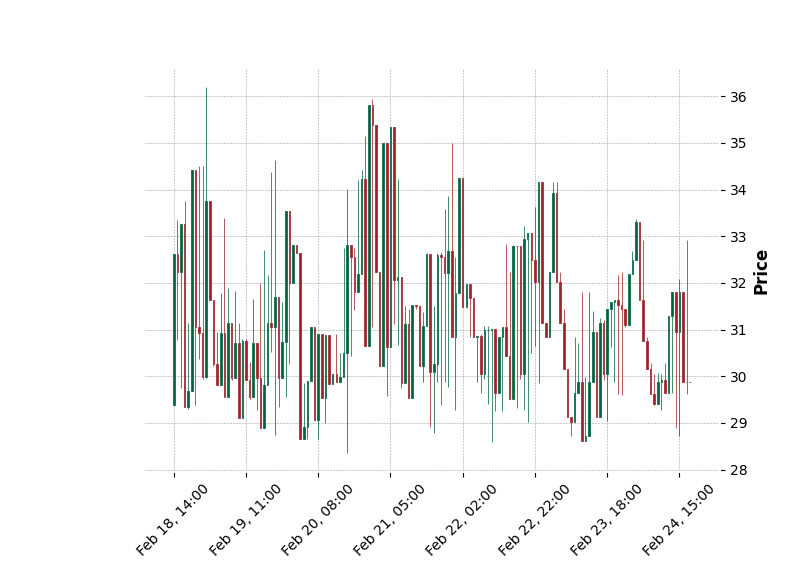 36
35
34
33
32
31
30
29
28
Price
Feb 18, 14:00
Feb 19, 11:00
Feb 20, 08:00
Feb 21, 05:00
Feb 22, 02:00
Feb 22, 22:00
Feb 23, 18:00
Feb 24, 15:00